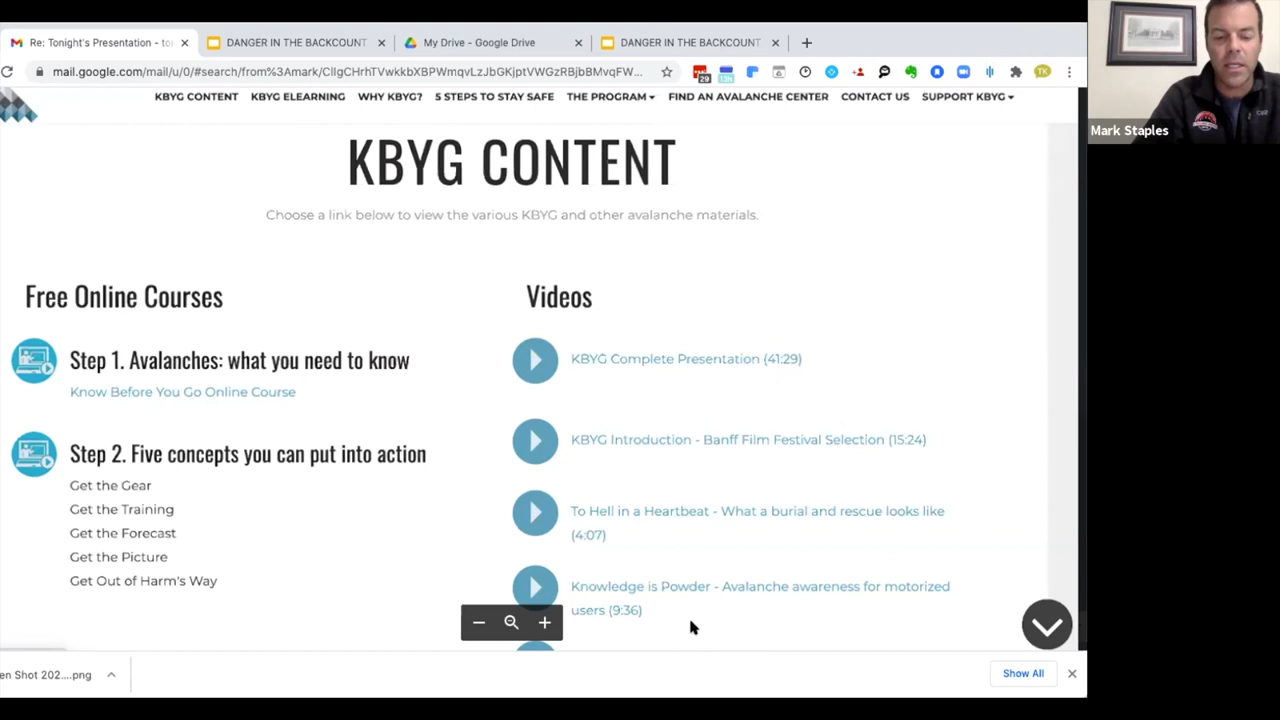 Re: Tonight's Presentation - to
DANGER IN THE BACKCOUNT
My Drive - Google Drive
DANGER IN THE BACKCOUNT
mail.google.com/mail/u/0/#search/from%3Amark/
29
TK
KBYG CONTENT KBYG ELEARNING WHY KBYG? 5 STEPS TO STAY SAFE THE PROGRAM FIND AN AVALANCHE CENTER CONTACT US SUPPORT KBYG
Mark Staples
KBYG CONTENT
Choose a link below to view the various KBYG and other avalanche materials.
Free Online Courses
Step 1. Avalanches: what you need to know
Know Before You Go Online Course
Step 2. Five concepts you can put into action
Get the Gear
Get the Training
Get the Forecast
Get the Picture
Get Out of Harm's Way
Videos
KBYG Complete Presentation (41:29)
KBYG Introduction - Banff Film Festival Selection (15:24)
To Hell in a Heartbeat - What a burial and rescue looks like
(4:07)
Knowledge is Powder - Avalanche awareness for motorized
users (9:36)
en Shot 202....png
Show All